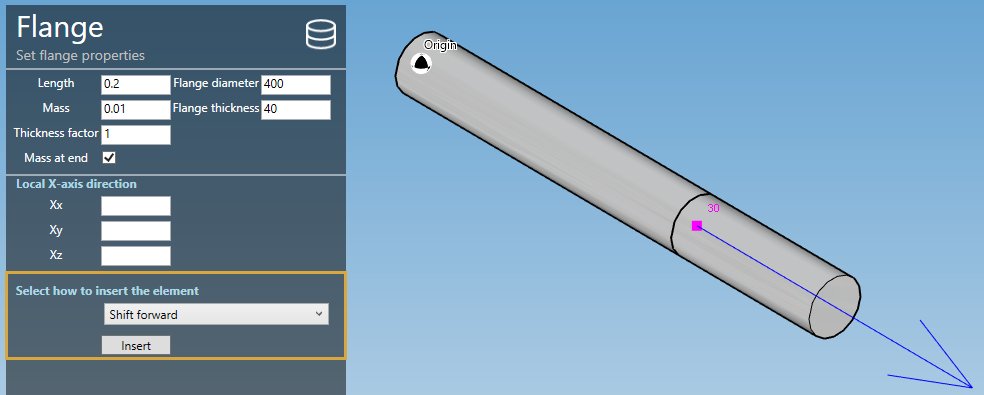 Flange
Set flange properties
Length 0.2 Flange diameter 400
Mass 0.01 Flange thickness 40
Thickness factor 1
Mass at end
Local X-axis direction
Xx
Xy
Xz
Select how to insert the element
Shift forward
Insert
Origin
30